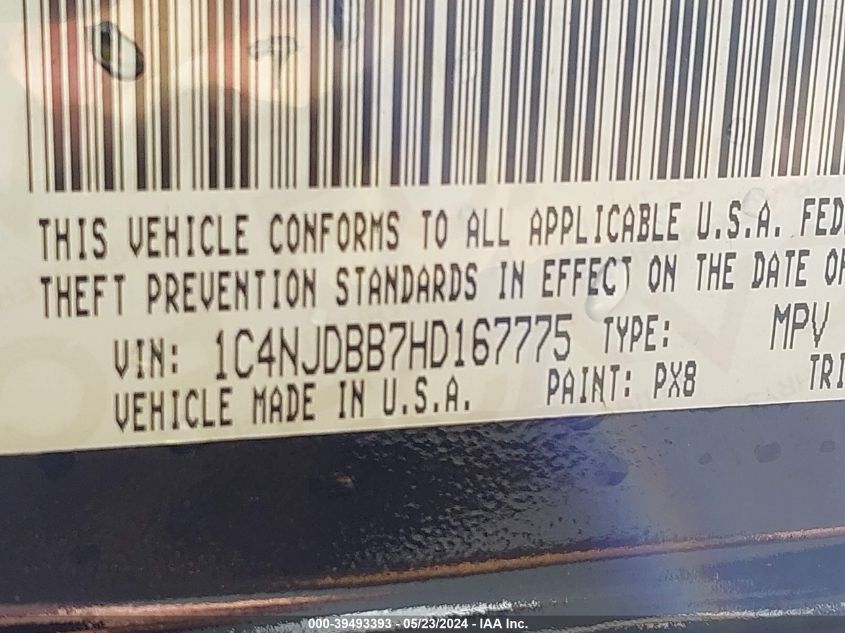 THIS VEHICLE CONFORMS TO ALL APPLICABLE U.S.A. FED
THEFT PREVENTION STANDARDS IN EFFECT ON THE DATE OF
VIN: 1C4NJDBB7HD167775 TYPE: MPV
VEHICLE MADE IN U.S.A. PAINT: PX8 TRI
000-39493393 - 05/23/2024 - IAA Inc.